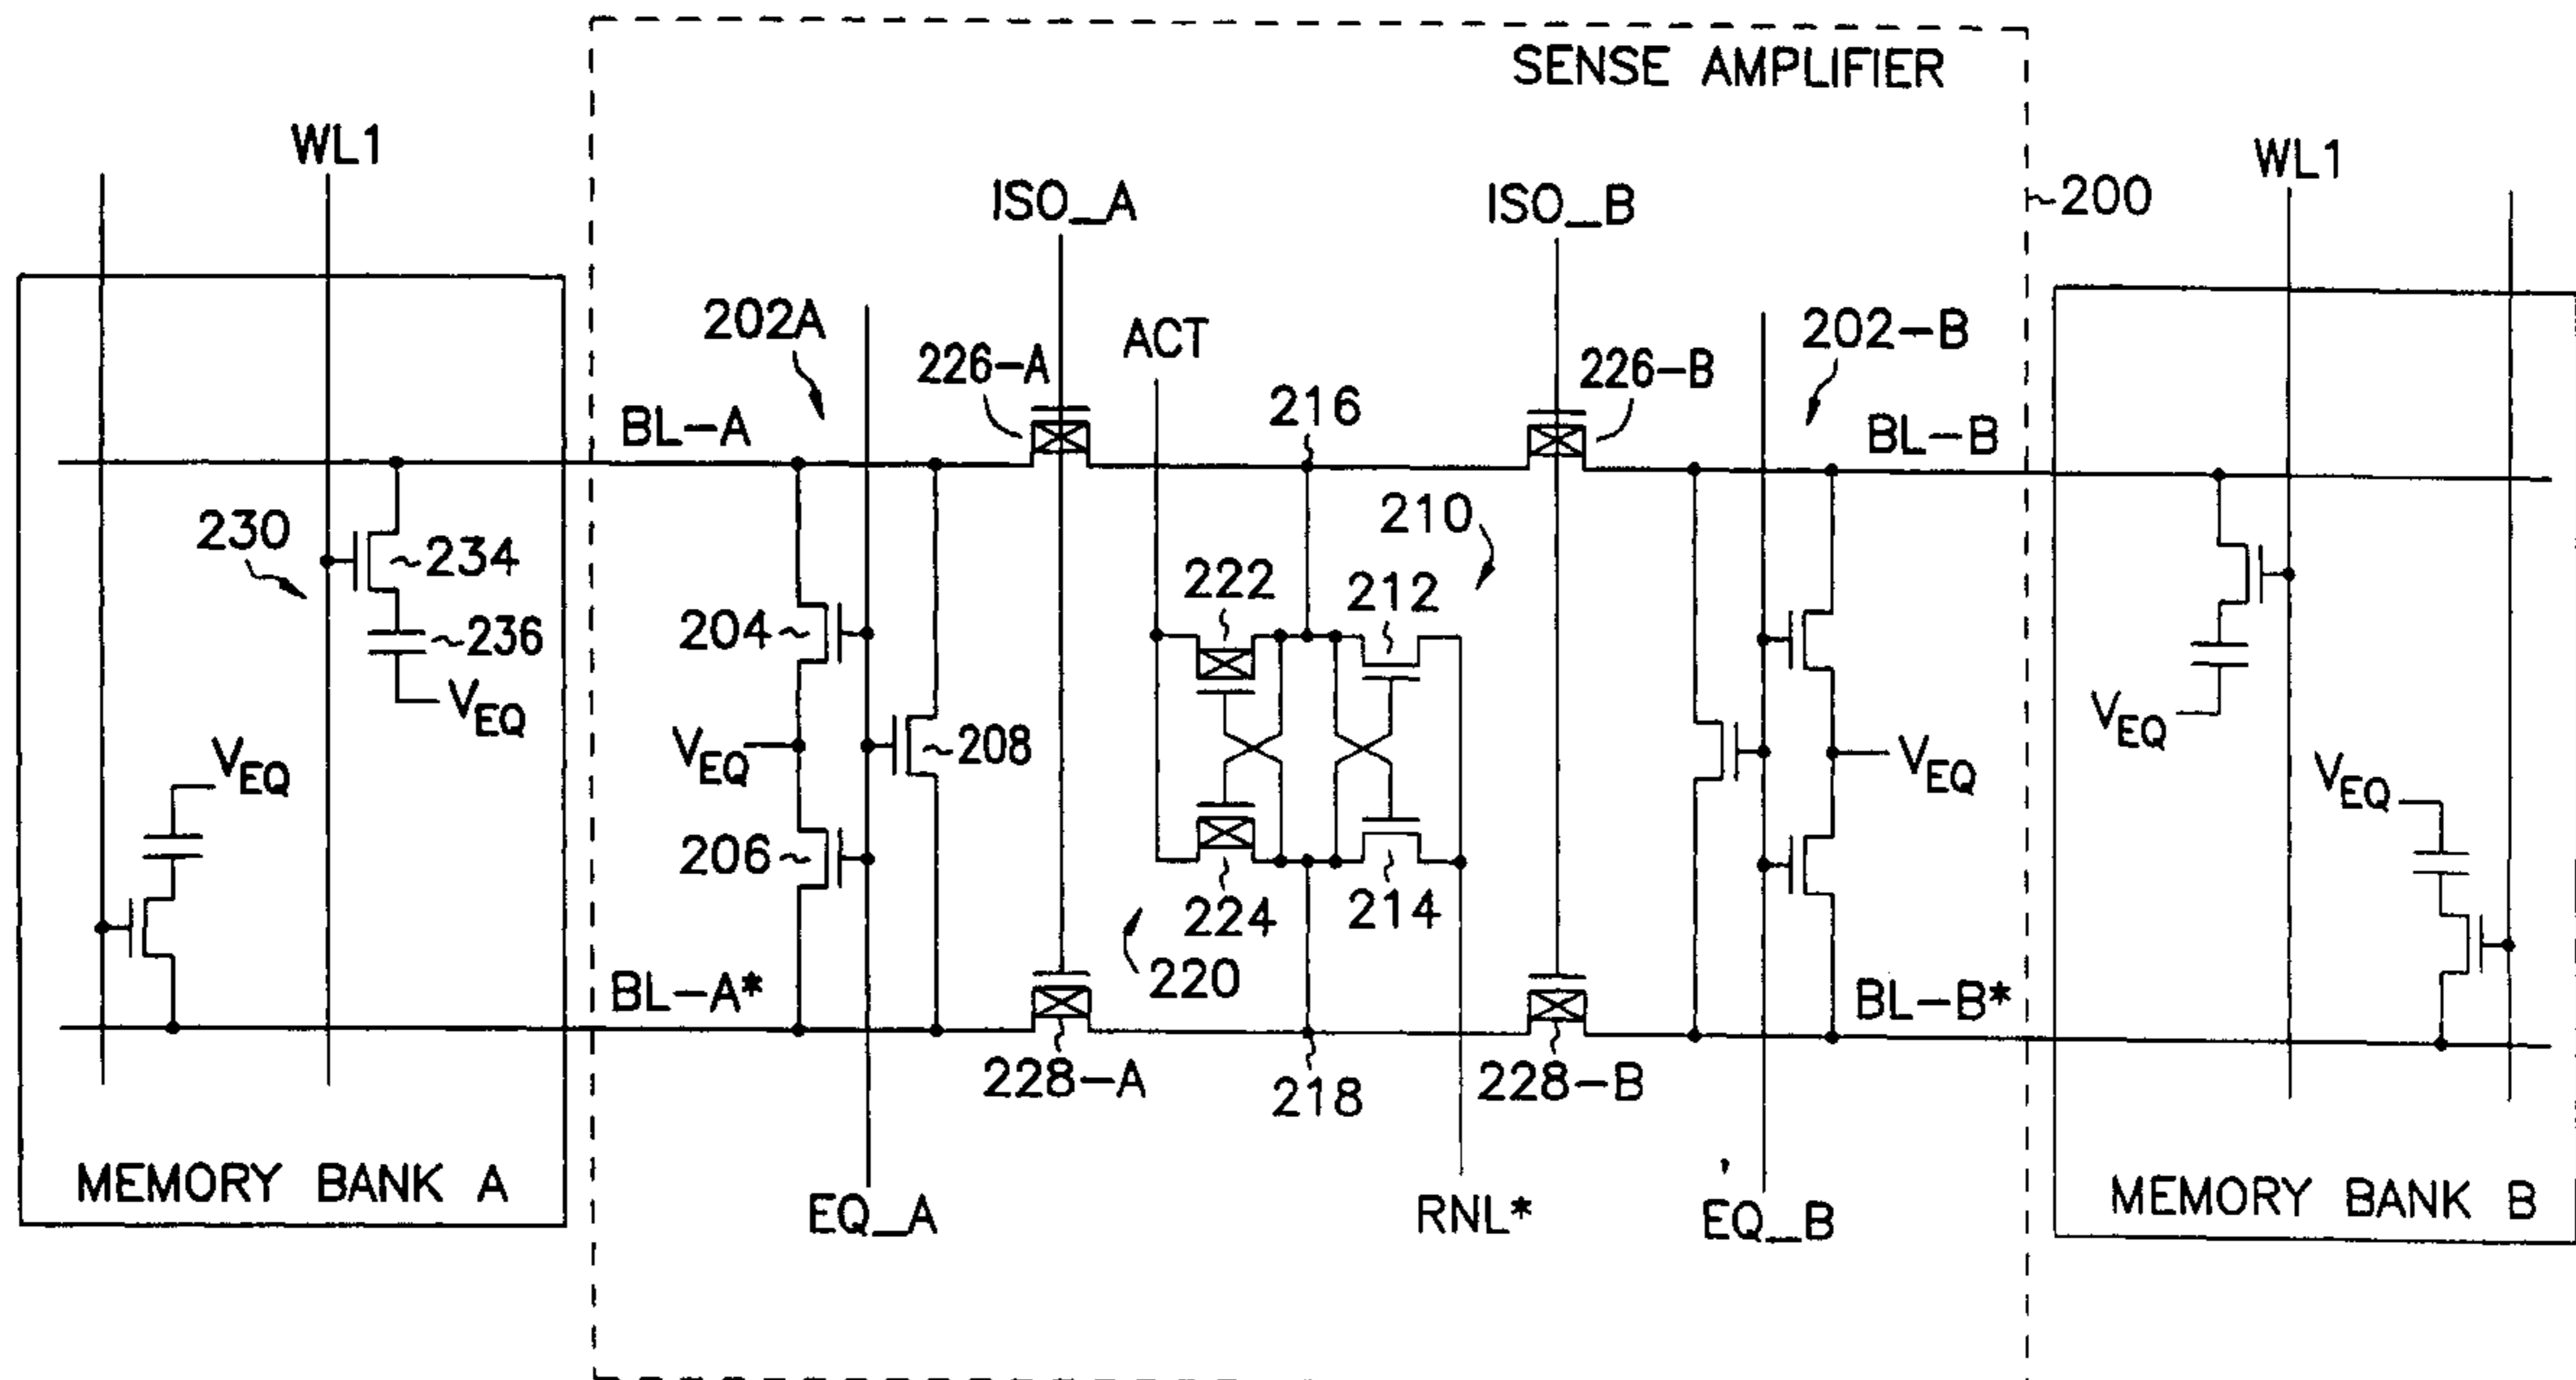 SENSE AMPLIFIER
WL1
ISO_A
ISO_B
200
WL1
202A
ACT
226-A
226-B
202-B
BL-A
216
BL-B
230
234
210
222
212
204
236
VEQ
VEQ
208
VEQ
VEQ
VEQ
VEQ
206
224
214
220
BL-A*
BL-B*
228-A
218
228-B
MEMORY BANK A
EQ_A
RNL*
EQ_B
MEMORY BANK B